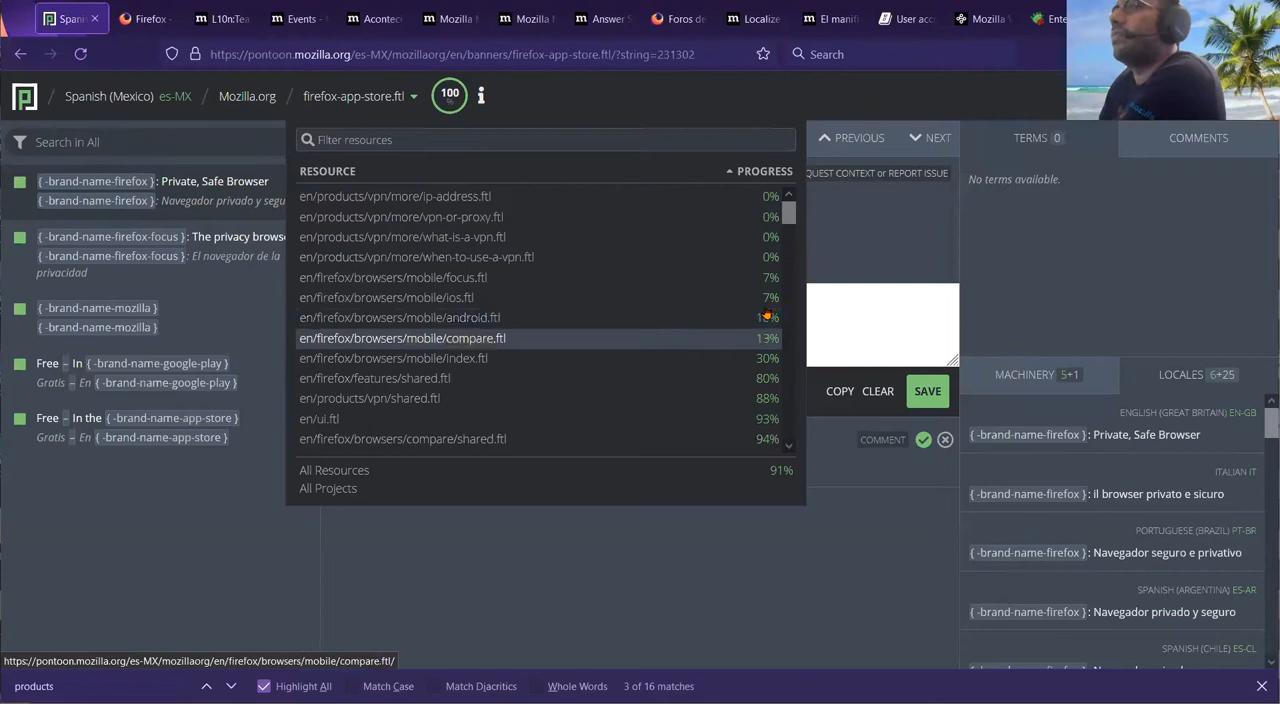 Spani
Firefox -
L10n:Tea
Events -
Acontec
Mozilla
Mozilla
Answer S
Foros de
Localize
El manifi
User acc
Mozilla
Ente
https://pontoon.mozilla.org/es-MX/mozillaorg/en/banners/firefox-app-store.ftl/?string=231302
Search
/ Spanish (Mexico) es-MX / Mozilla.org / firefox-app-store.ftl
100 %
Search in All
Filter resources
PREVIOUS NEXT
TERMS 0
COMMENTS
RESOURCE PROGRESS
QUEST CONTEXT or REPORT ISSUE
No terms available.
{ -brand-name-firefox }: Private, Safe Browser
{ -brand-name-firefox }: Navegador privado y segu
{ -brand-name-firefox-focus }: The privacy browse
{ -brand-name-firefox-focus }: El navegador de la
privacidad
{ -brand-name-mozilla }
{ -brand-name-mozilla }
Free – In { -brand-name-google-play }
Gratis – En { -brand-name-google-play }
Free – In the { -brand-name-app-store }
Gratis – En { -brand-name-app-store }
en/products/vpn/more/ip-address.ftl 0%
en/products/vpn/more/vpn-or-proxy.ftl 0%
en/products/vpn/more/what-is-a-vpn.ftl 0%
en/products/vpn/more/when-to-use-a-vpn.ftl 0%
en/firefox/browsers/mobile/focus.ftl 7%
en/firefox/browsers/mobile/ios.ftl 7%
en/firefox/browsers/mobile/android.ftl
en/firefox/browsers/mobile/compare.ftl 13%
en/firefox/browsers/mobile/index.ftl 30%
en/firefox/features/shared.ftl 80%
en/products/vpn/shared.ftl 88%
en/ui.ftl 93%
en/firefox/browsers/compare/shared.ftl 94%
All Resources 91%
All Projects
COPY CLEAR SAVE
COMMENT
MACHINERY 5+1
LOCALES 6+25
ENGLISH (GREAT BRITAIN) EN-GB
{ -brand-name-firefox }: Private, Safe Browser
ITALIAN IT
{ -brand-name-firefox }: il browser privato e sicuro
PORTUGUESE (BRAZIL) PT-BR
{ -brand-name-firefox }: Navegador seguro e privativo
SPANISH (ARGENTINA) ES-AR
{ -brand-name-firefox }: Navegador privado y seguro
SPANISH (CHILE) ES-CL
https://pontoon.mozilla.org/es-MX/mozillaorg/en/firefox/browsers/mobile/compare.ftl/
products
Highlight All
Match Case
Match Diacritics
Whole Words
3 of 16 matches